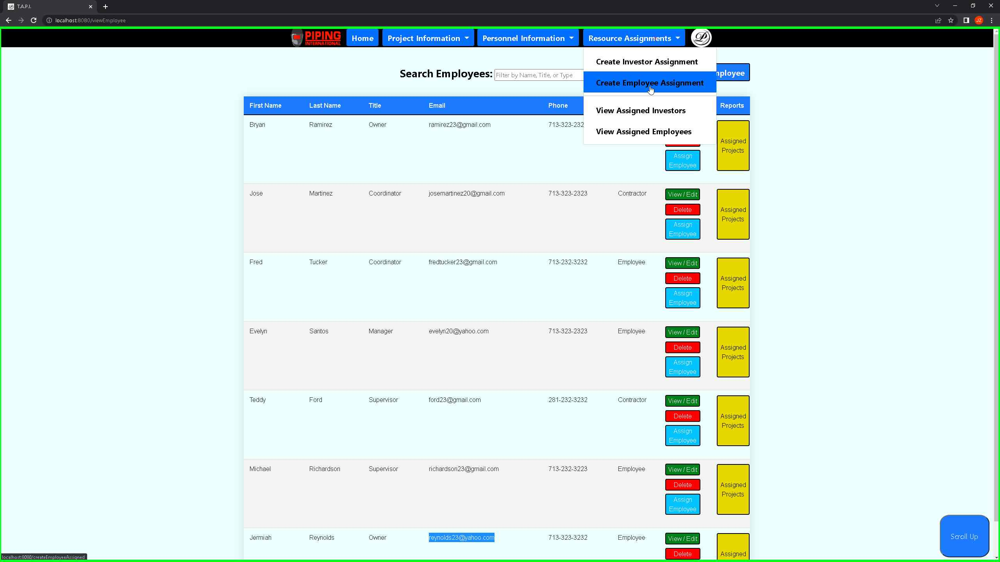 T.A.P.I.
localhost:8080/viewEmployee
JZ
PIPING
INTERNATIONAL
Home
Project Information
Personnel Information
Resource Assignments
Create Investor Assignment
Create Employee Assignment
View Assigned Investors
View Assigned Employees
Search Employees: Filter by Name, Title, or Type
mployee
First Name Last Name Title Email Phone Reports
Bryan Ramirez Owner ramirez23@gmail.com 713-323-232
Assign
Employee
Assigned
Projects
Jose Martinez Coordinator josemartinez20@gmail.com 713-323-2323 Contractor View / Edit
Delete
Assign
Employee
Assigned
Projects
Fred Tucker Coordinator fredtucker23@gmail.com 713-232-3232 Employee View / Edit
Delete
Assign
Employee
Assigned
Projects
Evelyn Santos Manager evelyn20@yahoo.com 713-323-2323 Employee View / Edit
Delete
Assign
Employee
Assigned
Projects
Teddy Ford Supervisor ford23@gmail.com 281-232-3232 Contractor View / Edit
Delete
Assign
Employee
Assigned
Projects
Michael Richardson Supervisor richardson23@gmail.com 713-232-3223 Employee View / Edit
Delete
Assign
Employee
Assigned
Projects
Jermiah Reynolds Owner reynolds23@yahoo.com 713-323-3232 Employee View / Edit
Delete
Assigned
Scroll Up
localhost:8080/createEmployeeAssigned